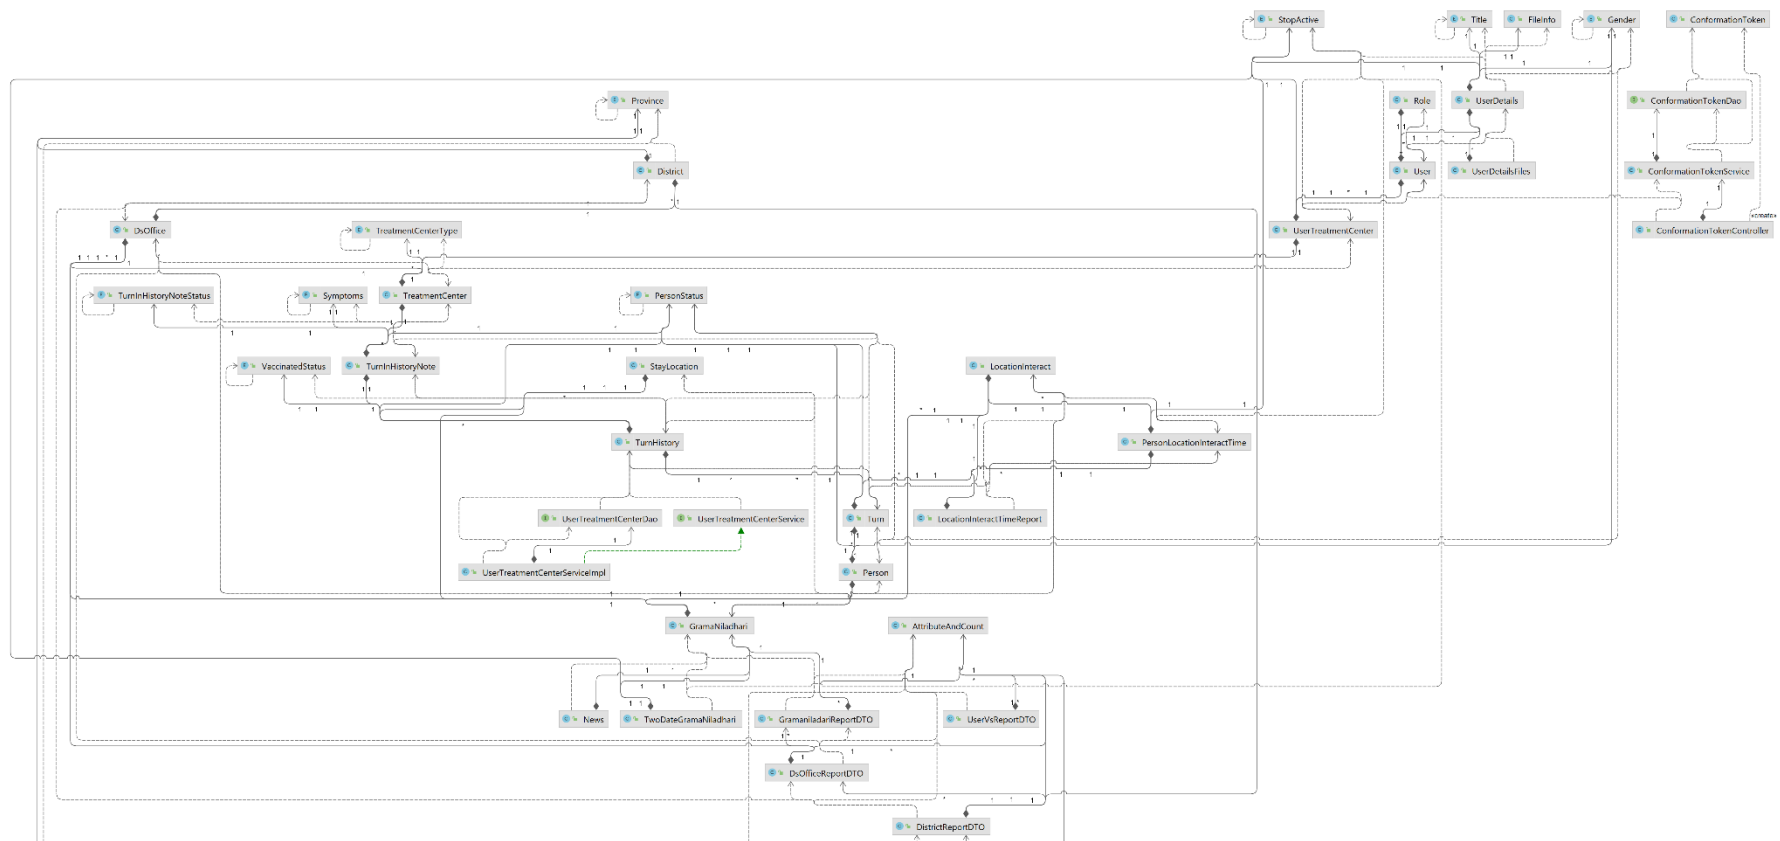 StopActive
Title
FileInfo
Gender
ConformationToken
Province
Role
UserDetails
ConformationTokenDao
District
User
UserDetailsFiles
ConformationTokenService
DsOffice
TreatmentCenterType
UserTreatmentCenter
«create»
ConformationTokenController
TurnInHistoryNoteStatus
Symptoms
TreatmentCenter
PersonStatus
VaccinatedStatus
TurnInHistoryNote
StayLocation
LocationInteract
TurnHistory
PersonLocationInteractTime
UserTreatmentCenterDao
UserTreatmentCenterService
Turn
LocationInteractTimeReport
UserTreatmentCenterServiceImpl
Person
GramaNiladhari
AttributeAndCount
News
TwoDateGramaNiladhari
GramaniladariReportDTO
UserVsReportDTO
DsOfficeReportDTO
DistrictReportDTO